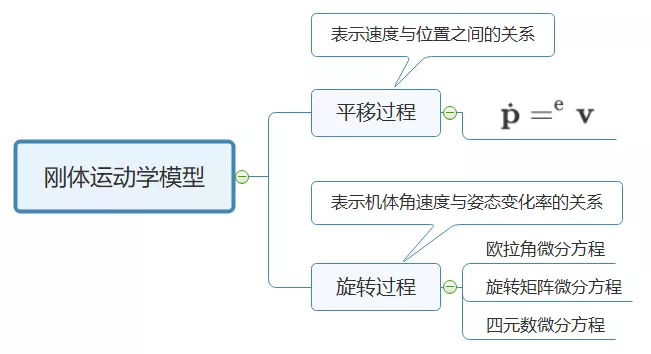 表示速度与位置之间的关系
平移过程
ṗ =ᵉ v
刚体运动学模型
表示机体角速度与姿态变化率的关系
欧拉角微分方程
旋转过程
旋转矩阵微分方程
四元数微分方程